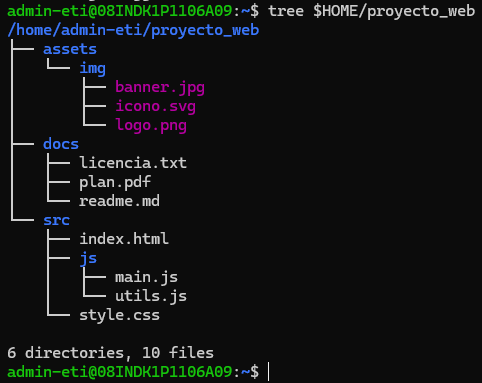 admin-eti@08INDK1P1106A09:~$ tree $HOME/proyecto_web
/home/admin-eti/proyecto_web
├── assets
│   └── img
│       ├── banner.jpg
│       ├── icono.svg
│       └── logo.png
├── docs
│   ├── licencia.txt
│   ├── plan.pdf
│   └── readme.md
└── src
    ├── index.html
    ├── js
    │   ├── main.js
    │   └── utils.js
    └── style.css

6 directories, 10 files
admin-eti@08INDK1P1106A09:~$